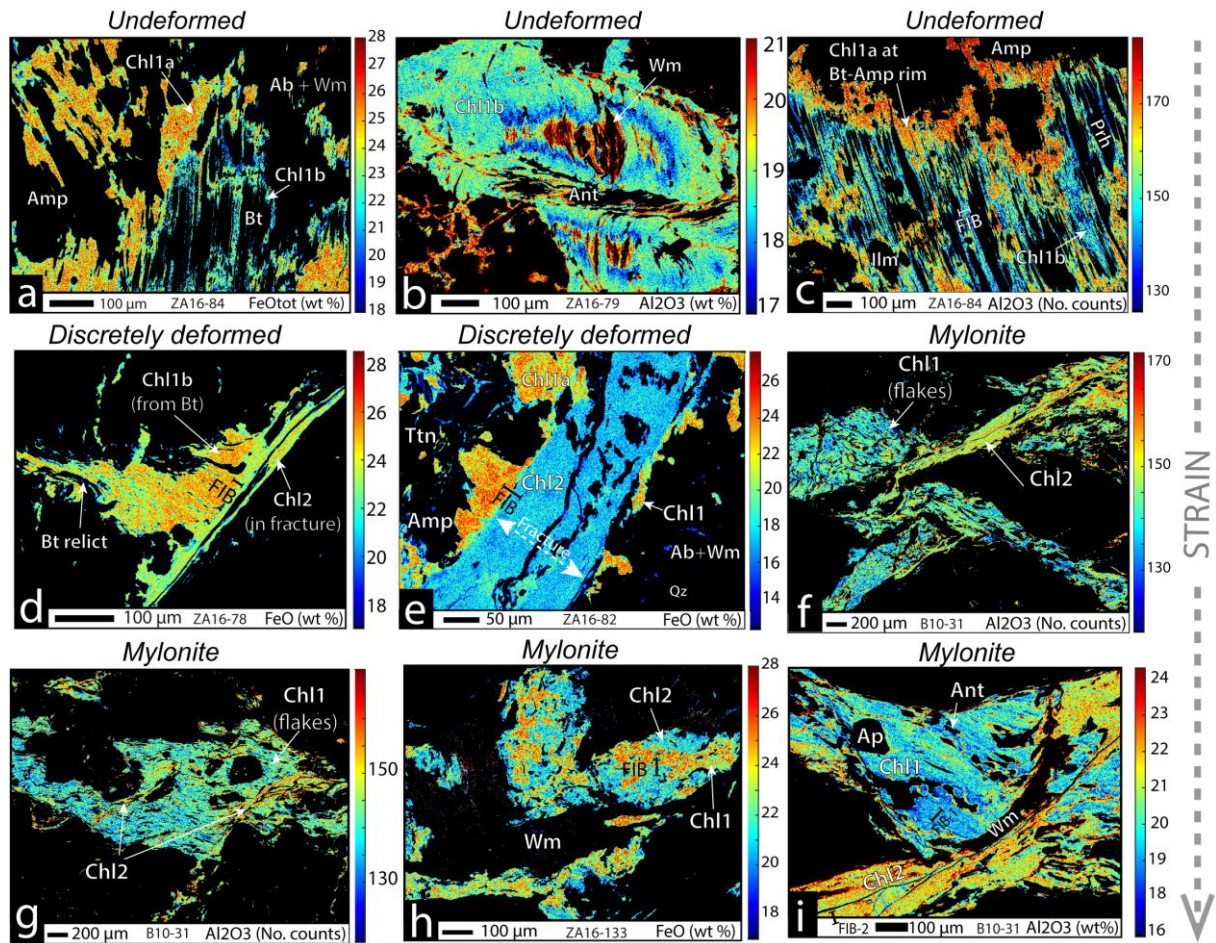 Undeformed
28
27
26
25
24
23
22
21
20
19
18
Chl1a
Ab + Wm
Chl1b
Amp
Bt
a
100 µm
ZA16-84
FeOtot (wt %)
Undeformed
21
20
19
18
17
Wm
Chl1b
Ant
b
100 µm
ZA16-79
Al2O3 (wt %)
Undeformed
170
150
130
Chl1a at
Bt-Amp rim
Amp
Prh
FIB
Ilm
Chl1b
c
100 µm
ZA16-84
Al2O3 (No. counts)
Discretely deformed
28
26
24
22
20
18
Chl1b
(from Bt)
FIB
Chl2
(in fracture)
Bt relict
d
100 µm
ZA16-78
FeO (wt %)
Discretely deformed
26
24
22
20
18
16
14
Chl1a
Ttn
Chl2
FIB
Amp
Fracture
Chl1
Ab+Wm
Qz
e
50 µm
ZA16-82
FeO (wt %)
Mylonite
170
150
130
Chl1
(flakes)
Chl2
f
200 µm
B10-31
Al2O3 (No. counts)
Mylonite
150
130
Chl1
(flakes)
Chl2
g
200 µm
B10-31
Al2O3 (No. counts)
Mylonite
28
26
24
22
20
18
Chl2
FIB
Chl1
Wm
h
100 µm
ZA16-133
FeO (wt %)
Mylonite
24
23
22
21
20
19
18
17
16
Ant
Ap
Chl1
FIB
Wm
Chl2
i
FIB-2
100 µm
Al2O3 (wt%)
STRAIN